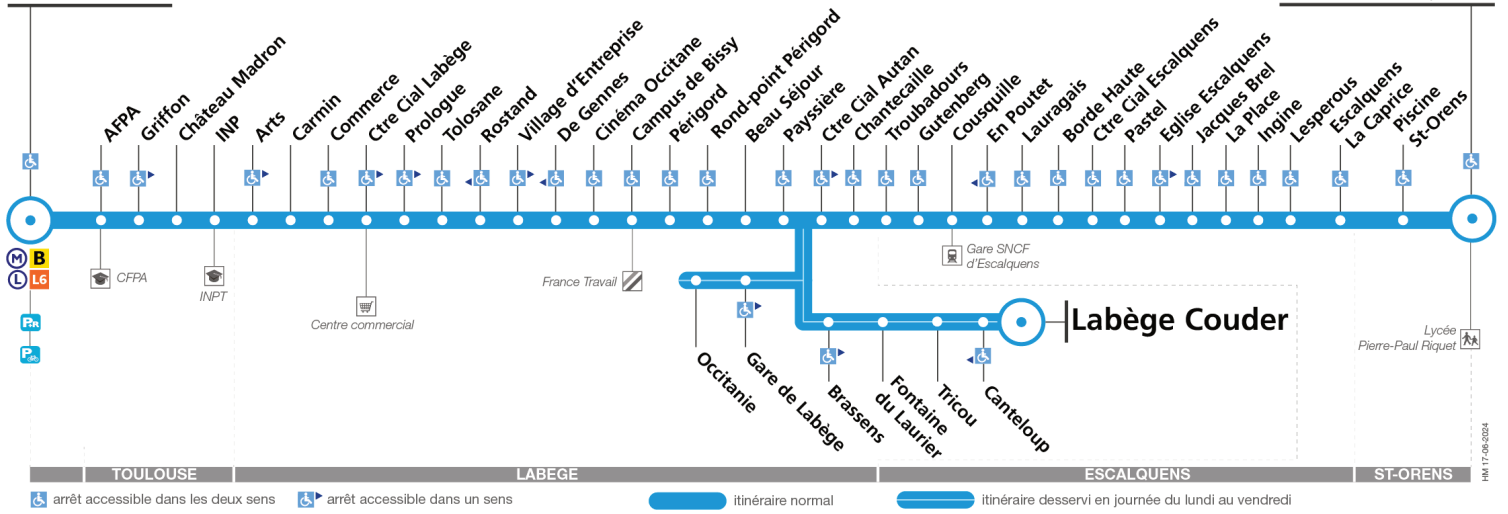 AFPA
Griffon
Château Madron
INP
Arts
Carmin
Commerce
Ctre Cial Labège
Prologue
Tolosane
Rostand
Village d'Entreprise
De Gennes
Cinéma Occitane
Campus de Bissy
Périgord
Rond-point Périgord
Beau Séjour
Payssière
Ctre Cial Autan
Chantecaille
Troubadours
Gutenberg
Cousquille
En Poutet
Lauragais
Borde Haute
Ctre Cial Escalquens
Pastel
Eglise Escalquens
Jacques Brel
La Place
Ingine
Lesperous
Escalquens
La Caprice
Piscine
St-Orens
M B
L L6
P+R
P
CFPA
INPT
Centre commercial
France Travail
Gare SNCF
d'Escalquens
Lycée
Pierre-Paul Riquet
Labège Couder
Occitanie
Gare de Labège
Brassens
Fontaine
du Laurier
Tricou
Canteloup
TOULOUSE
LABEGE
ESCALQUENS
ST-ORENS
HM 17-06-2024
arrêt accessible dans les deux sens
arrêt accessible dans un sens
itinéraire normal
itinéraire desservi en journée du lundi au vendredi